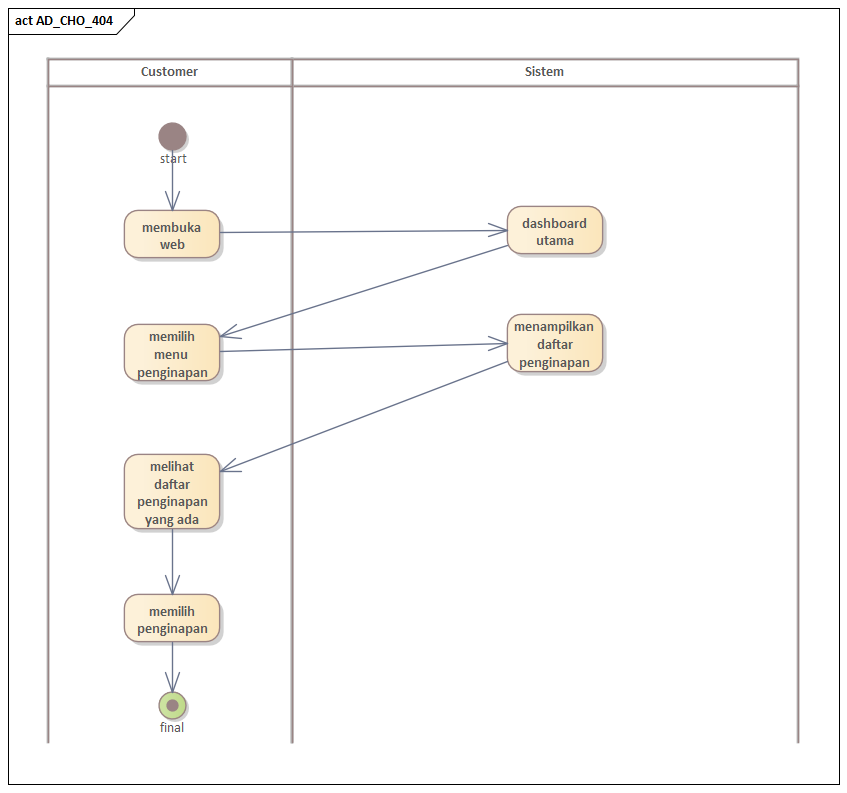 act AD_CHO_404
Customer
Sistem
start
membuka
web
dashboard
utama
memilih
menu
penginapan
menampilkan
daftar
penginapan
melihat
daftar
penginapan
yang ada
memilih
penginapan
final